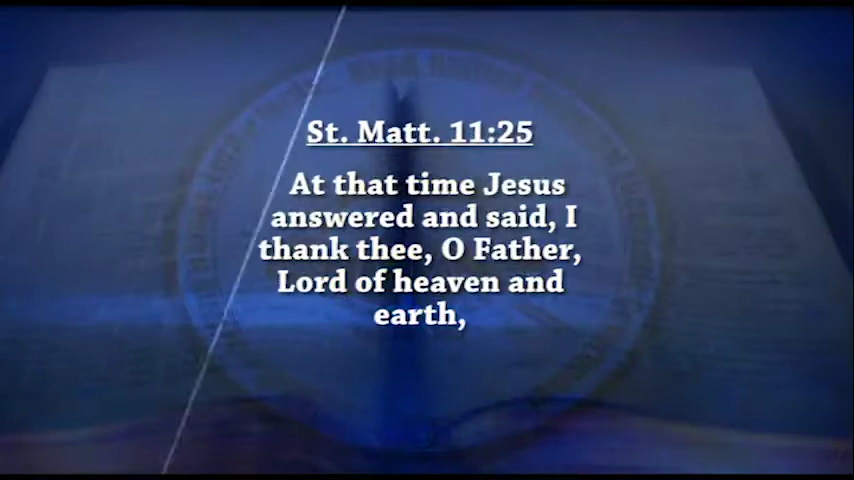 St. Matt. 11:25
At that time Jesus
answered and said, I
thank thee, O Father,
Lord of heaven and
earth,